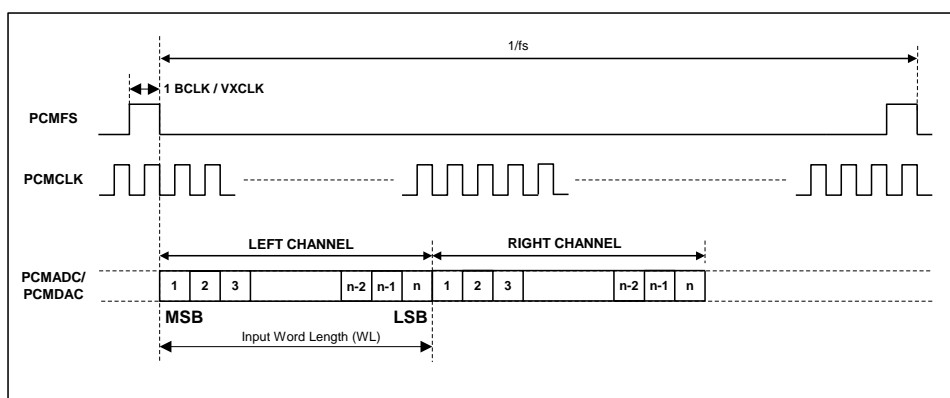 1/fs
1 BCLK / VXCLK
PCMFS
PCMCLK
LEFT CHANNEL
RIGHT CHANNEL
PCMADC/
PCMDAC
1 2 3 n-2 n-1 n 1 2 3 n-2 n-1 n
MSB LSB
Input Word Length (WL)